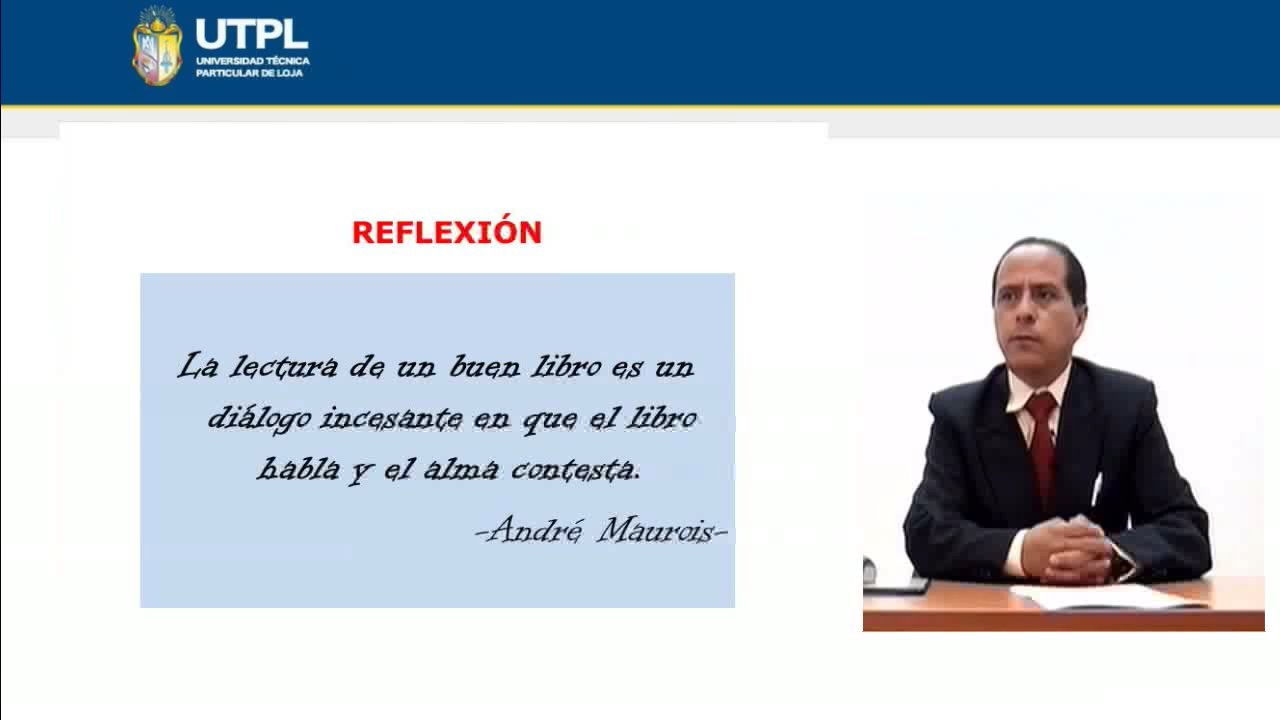 UTPL
UNIVERSIDAD TÉCNICA
PARTICULAR DE LOJA
REFLEXIÓN
La lectura de un buen libro es un
diálogo incesante en que el libro
habla y el alma contesta.
-André Maurois-